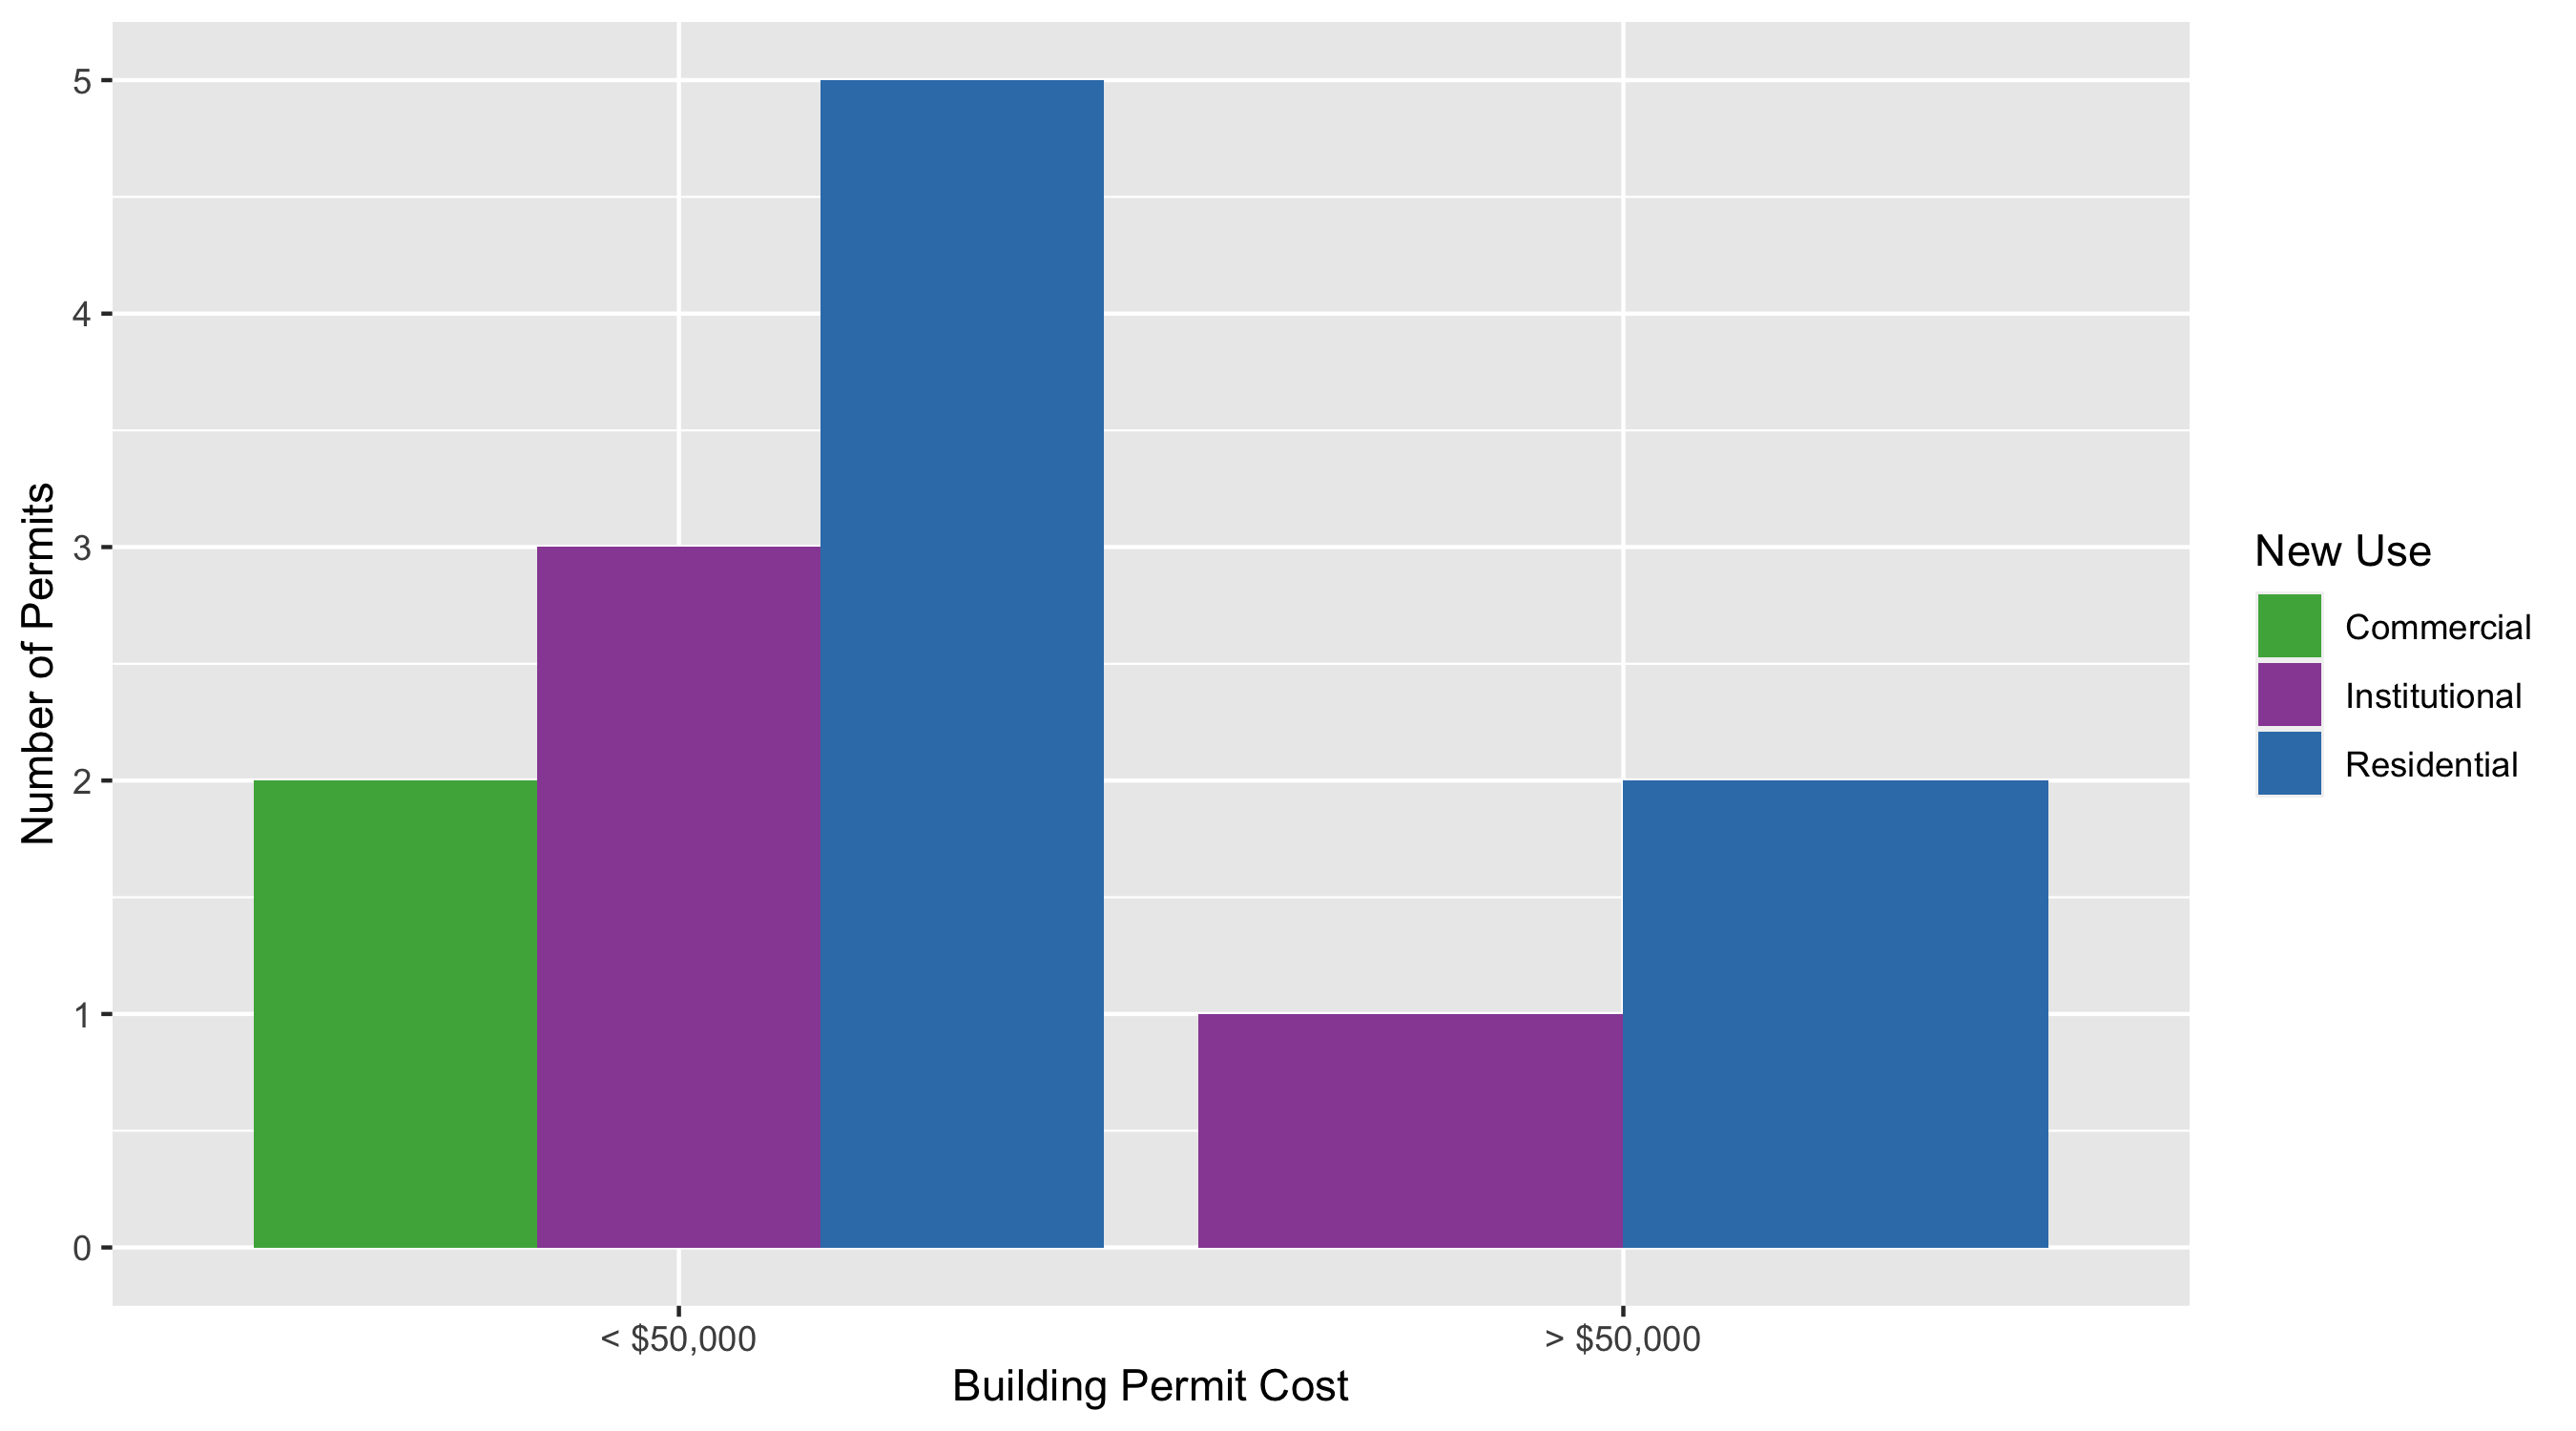 Number of Permits
5
4
3
2
1
0
< $50,000
> $50,000
Building Permit Cost
New Use
Commercial
Institutional
Residential